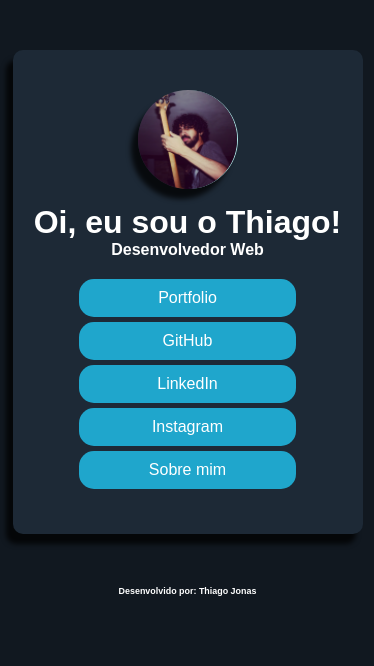 Oi, eu sou o Thiago!
Desenvolvedor Web
Portfolio
GitHub
LinkedIn
Instagram
Sobre mim
Desenvolvido por: Thiago Jonas